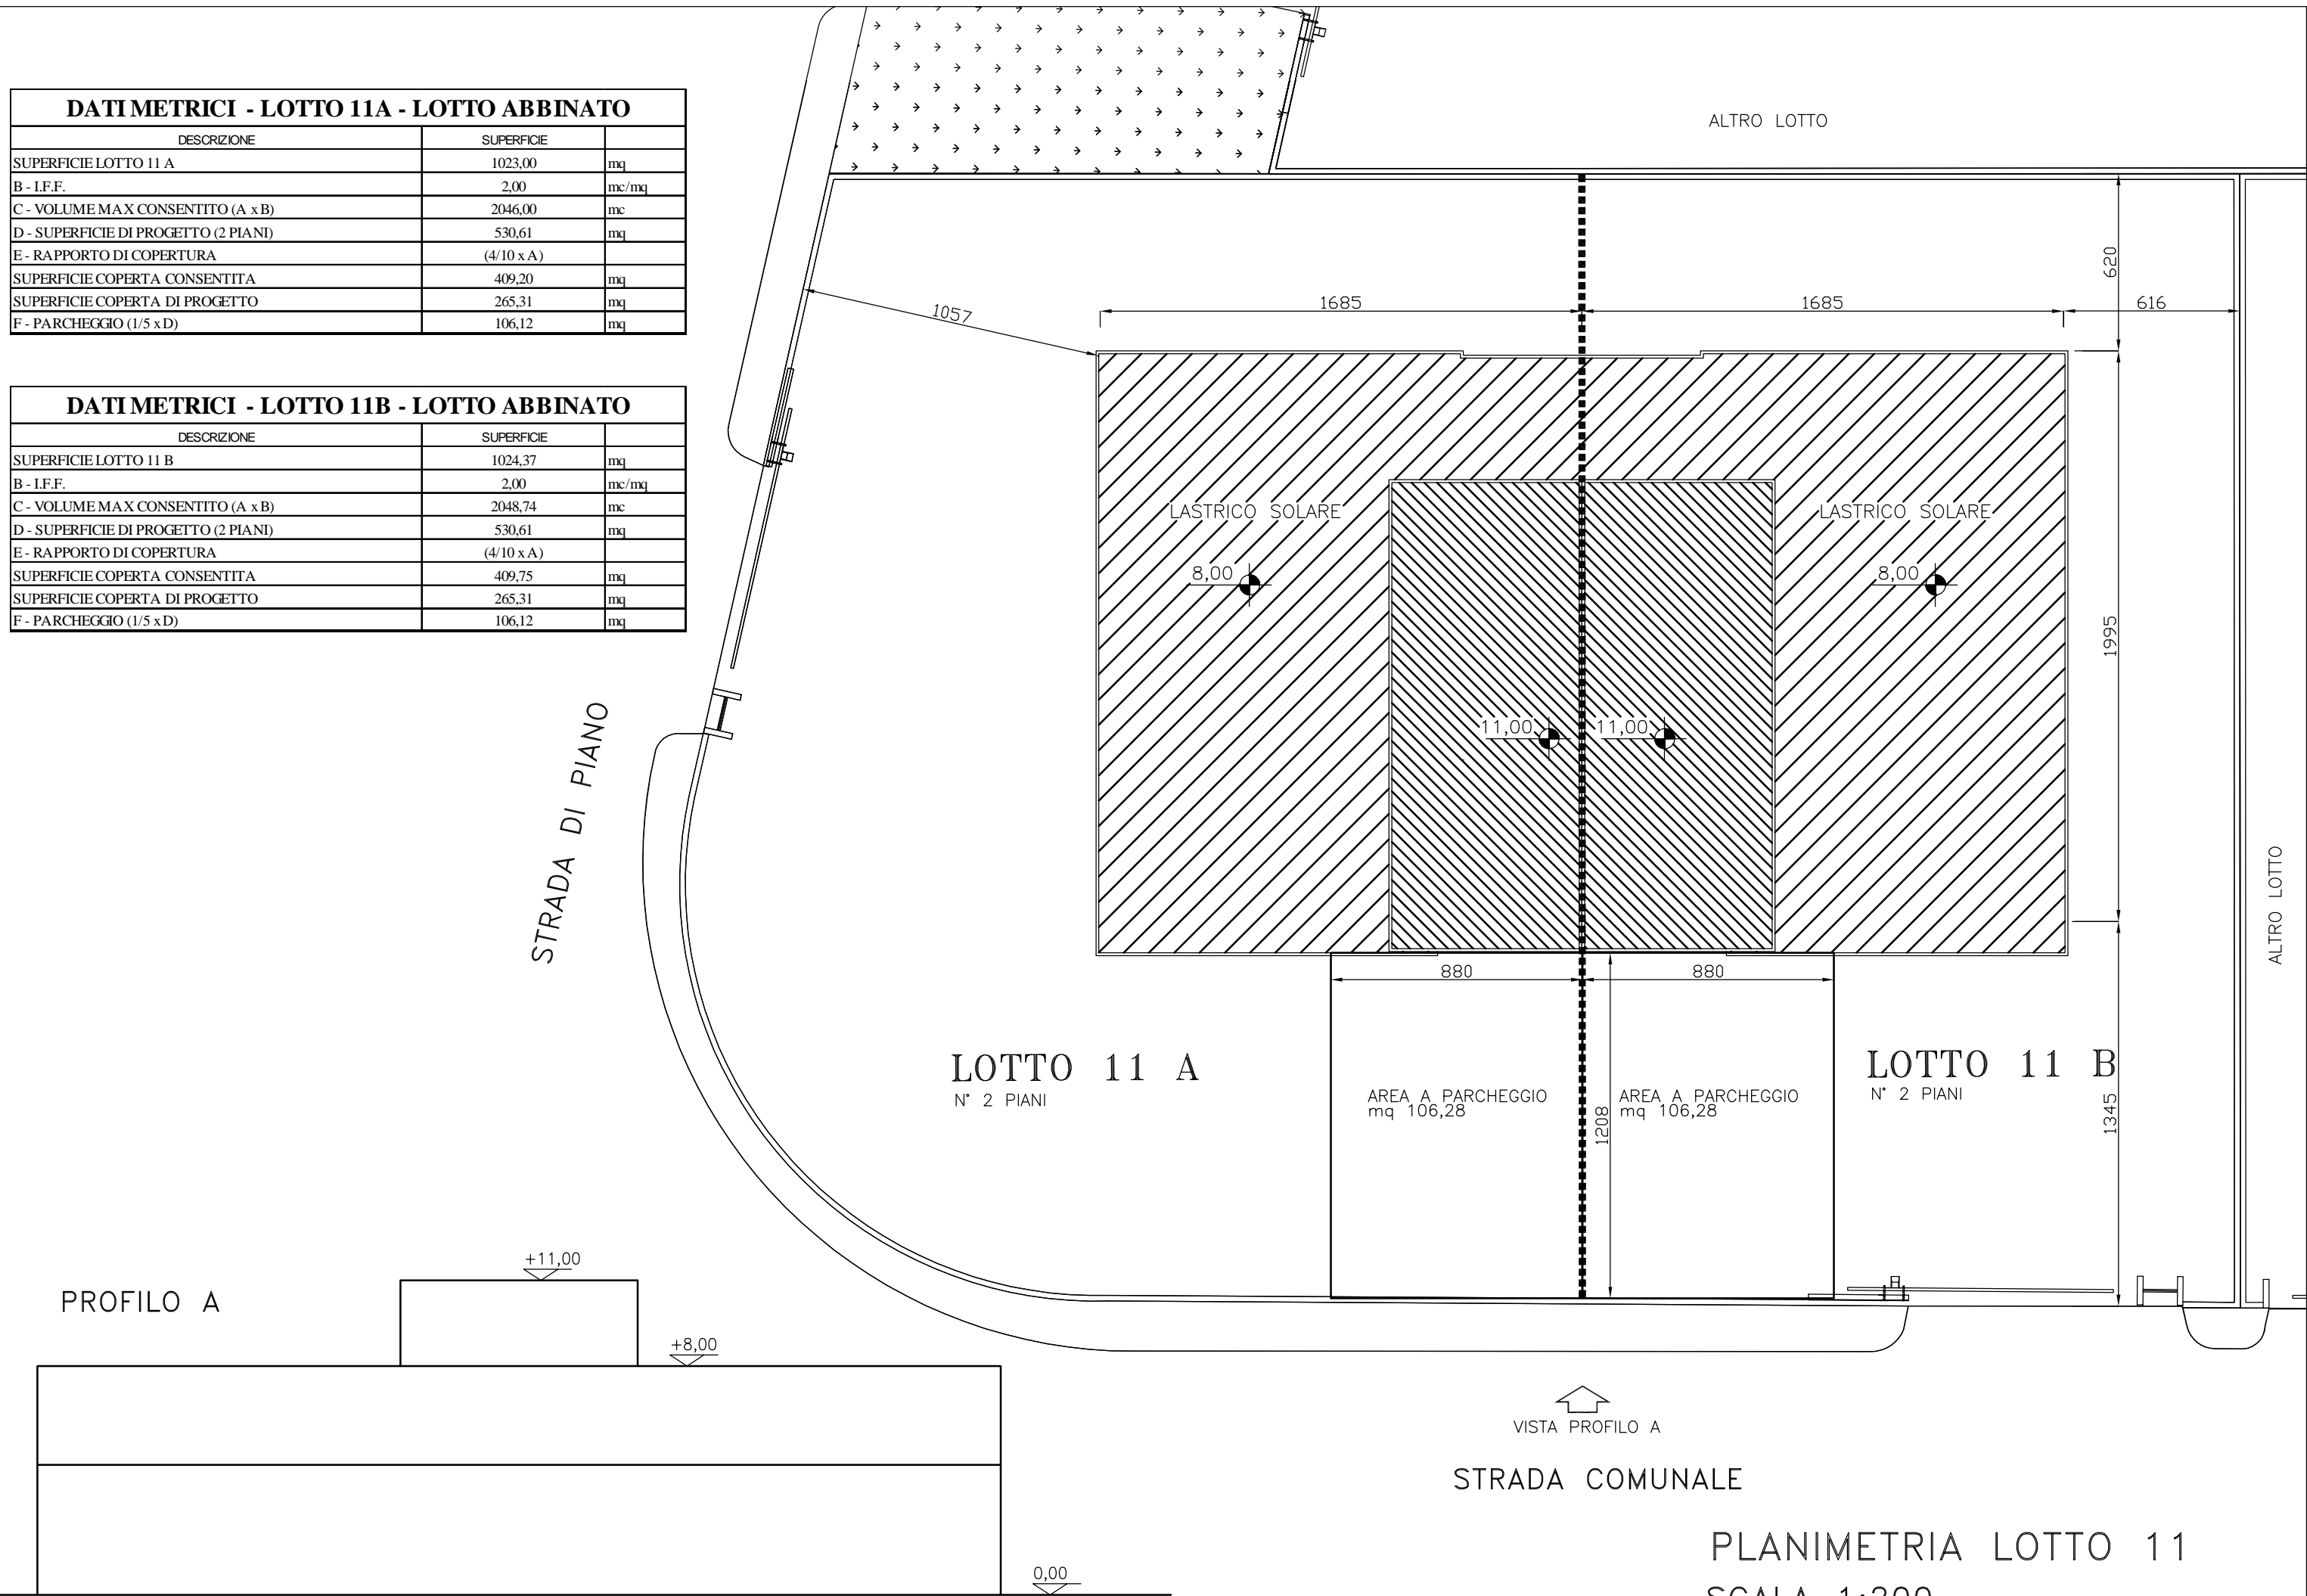 DATI METRICI - LOTTO 11A - LOTTO ABBINATO
DESCRIZIONE SUPERFICIE
SUPERFICIE LOTTO 11 A 1023,00 mq
B - I.F.F. 2,00 mc/mq
C - VOLUME MAX CONSENTITO (A x B) 2046,00 mc
D - SUPERFICIE DI PROGETTO (2 PIANI) 530,61 mq
E - RAPPORTO DI COPERTURA (4/10 x A)
SUPERFICIE COPERTA CONSENTITA 409,20 mq
SUPERFICIE COPERTA DI PROGETTO 265,31 mq
F - PARCHEGGIO (1/5 x D) 106,12 mq
DATI METRICI - LOTTO 11B - LOTTO ABBINATO
DESCRIZIONE SUPERFICIE
SUPERFICIE LOTTO 11 B 1024,37 mq
B - I.F.F. 2,00 mc/mq
C - VOLUME MAX CONSENTITO (A x B) 2048,74 mc
D - SUPERFICIE DI PROGETTO (2 PIANI) 530,61 mq
E - RAPPORTO DI COPERTURA (4/10 x A)
SUPERFICIE COPERTA CONSENTITA 409,75 mq
SUPERFICIE COPERTA DI PROGETTO 265,31 mq
F - PARCHEGGIO (1/5 x D) 106,12 mq
ALTRO LOTTO
620
1057
1685 1685 616
LASTRICO SOLARE LASTRICO SOLARE
8,00 8,00
1995
11,00 11,00
STRADA DI PIANO
ALTRO LOTTO
880 880
LOTTO 11 A
N° 2 PIANI
AREA A PARCHEGGIO
mq 106,28
1208
AREA A PARCHEGGIO
mq 106,28
LOTTO 11 B
N° 2 PIANI
1345
PROFILO A
+11,00
+8,00
0,00
VISTA PROFILO A
STRADA COMUNALE
PLANIMETRIA LOTTO 11
SCALA 1:200